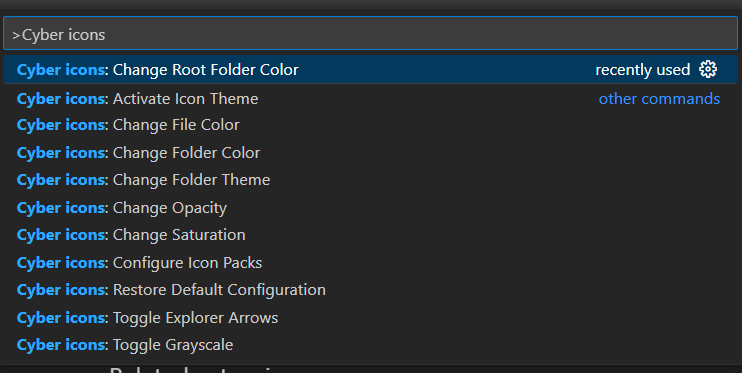 >Cyber icons
Cyber icons: Change Root Folder Color recently used
Cyber icons: Activate Icon Theme other commands
Cyber icons: Change File Color
Cyber icons: Change Folder Color
Cyber icons: Change Folder Theme
Cyber icons: Change Opacity
Cyber icons: Change Saturation
Cyber icons: Configure Icon Packs
Cyber icons: Restore Default Configuration
Cyber icons: Toggle Explorer Arrows
Cyber icons: Toggle Grayscale